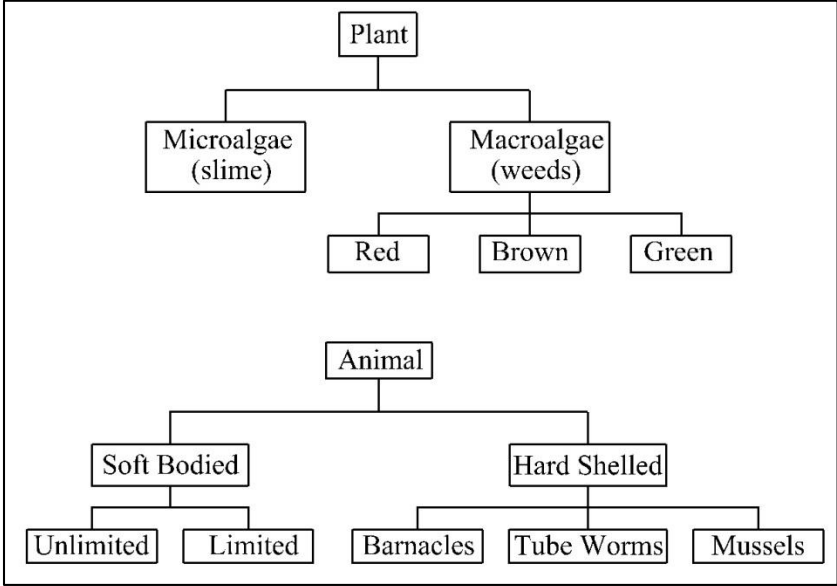 Plant
Microalgae
(slime)
Macroalgae
(weeds)
Red
Brown
Green
Animal
Soft Bodied
Hard Shelled
Unlimited
Limited
Barnacles
Tube Worms
Mussels